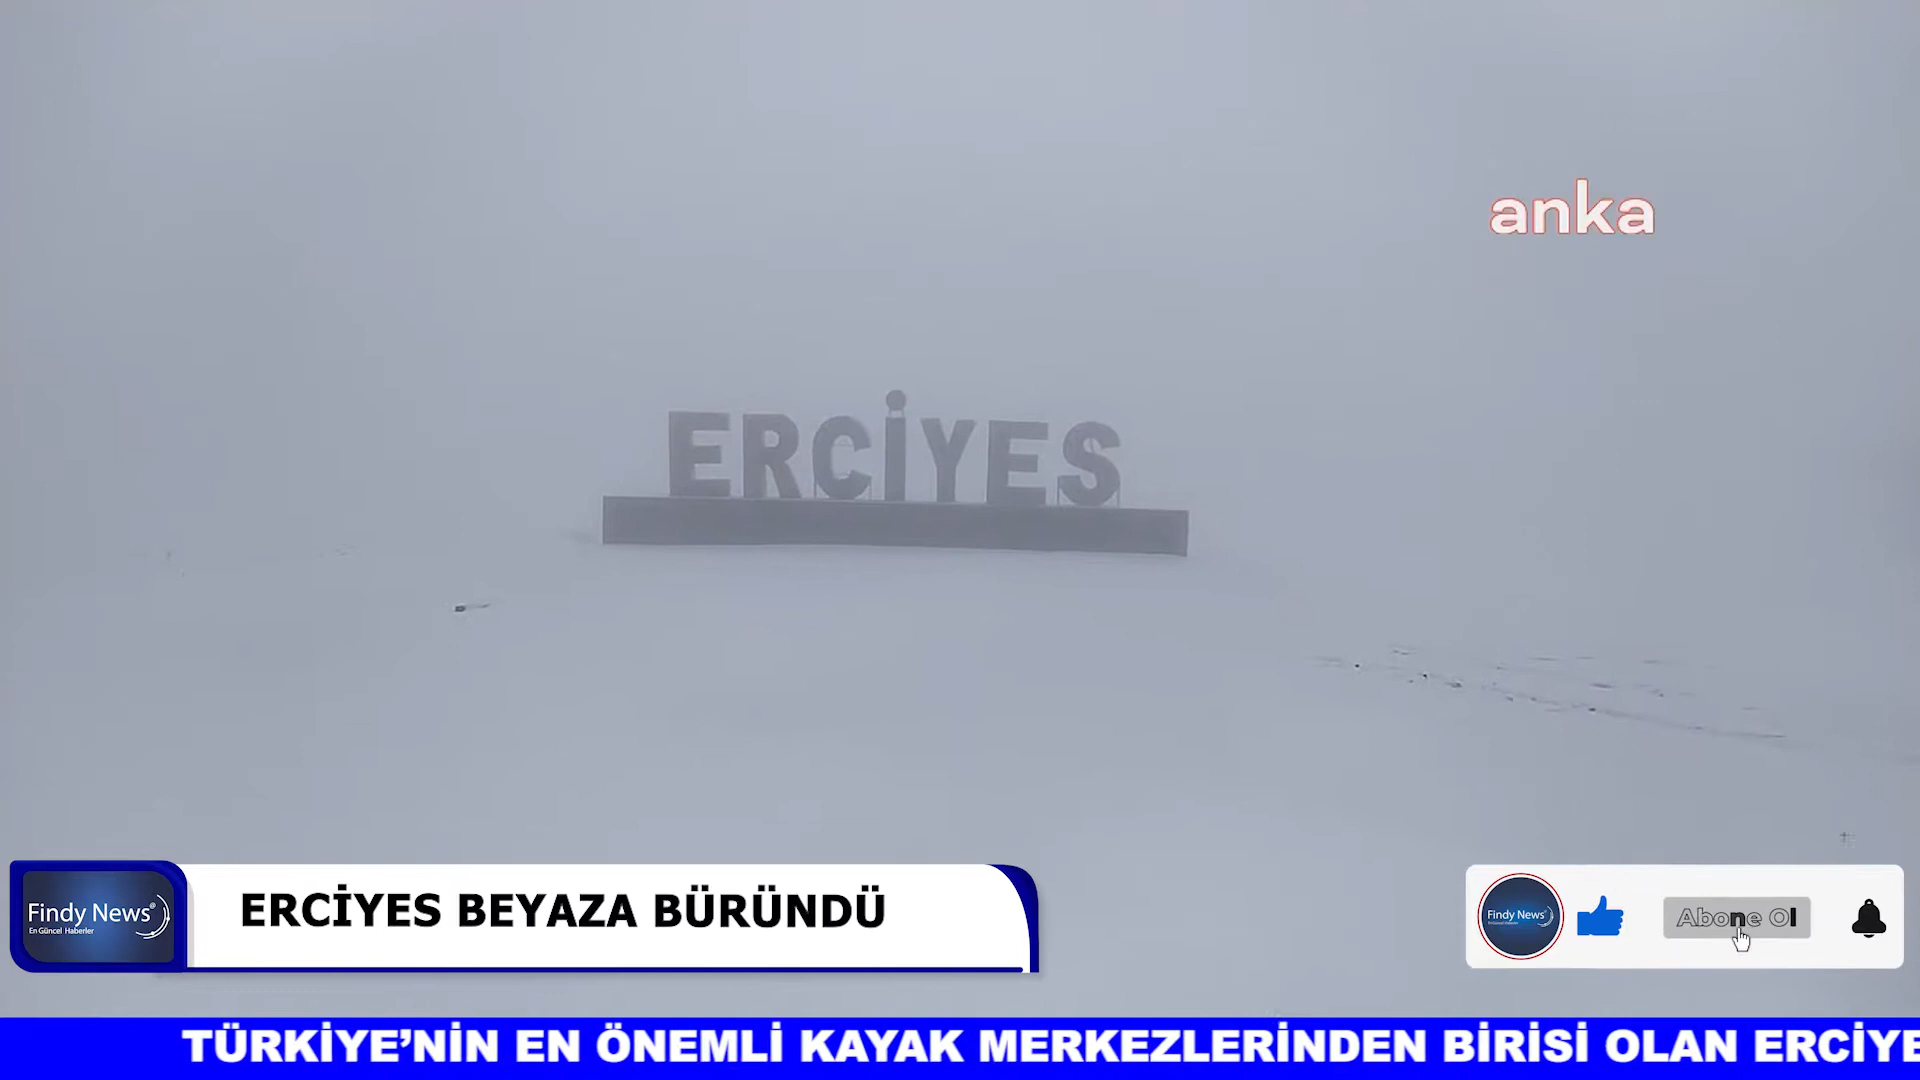 anka
ERCİYES
Findy News
En Güncel Haberler
ERCİYES BEYAZA BÜRÜNDÜ
Findy News
Abone Ol
TÜRKİYE’NİN EN ÖNEMLİ KAYAK MERKEZLERİNDEN BİRİSİ OLAN ERCİYE